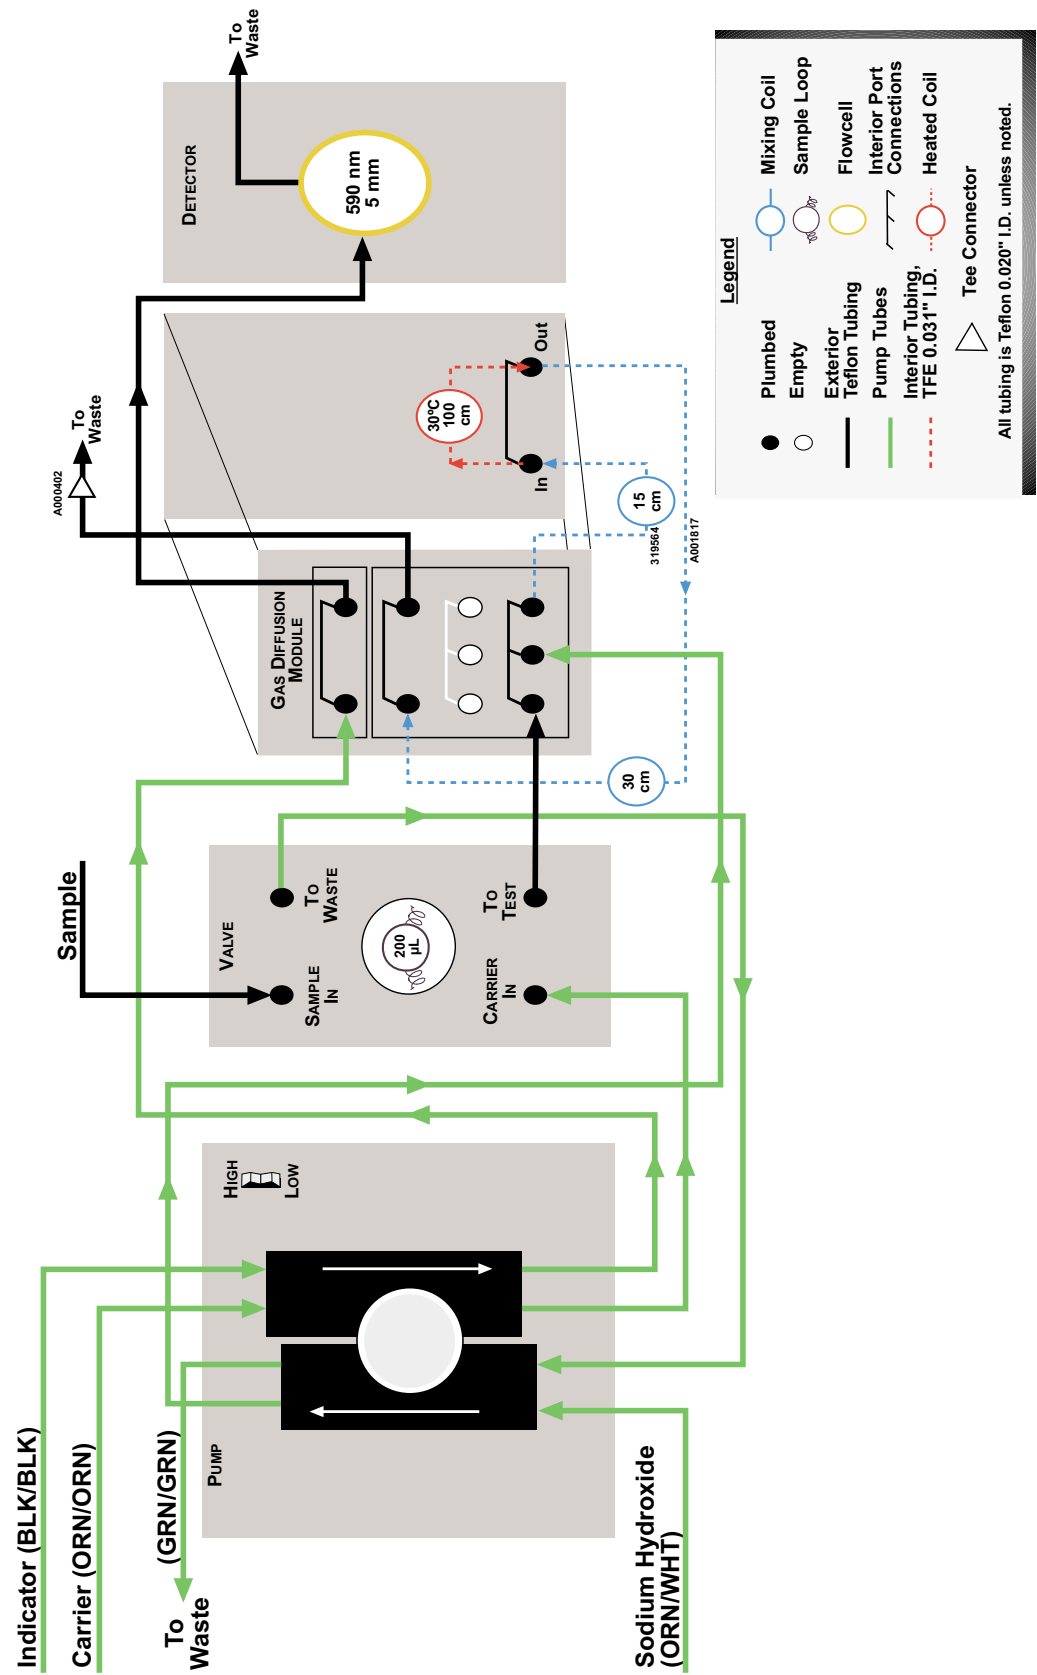 Indicator (BLK/BLK)
Carrier (ORN/ORN)
(GRN/GRN)
To
Waste
Sodium Hydroxide
(ORN/WHT)
PUMP
HIGH
LOW
Sample
VALVE
SAMPLE
IN
TO
WASTE
200
µL
CARRIER
IN
TO
TEST
GAS DIFFUSION
MODULE
30
cm
15
cm
319564
A001817
In
Out
30ºC
100
cm
A000402
To
Waste
DETECTOR
590 nm
5 mm
To
Waste
Legend
Plumbed
Empty
Exterior
Teflon Tubing
Pump Tubes
Interior Tubing,
TFE 0.031" I.D.
Mixing Coil
Sample Loop
Flowcell
Interior Port
Connections
Heated Coil
Tee Connector
All tubing is Teflon 0.020" I.D. unless noted.